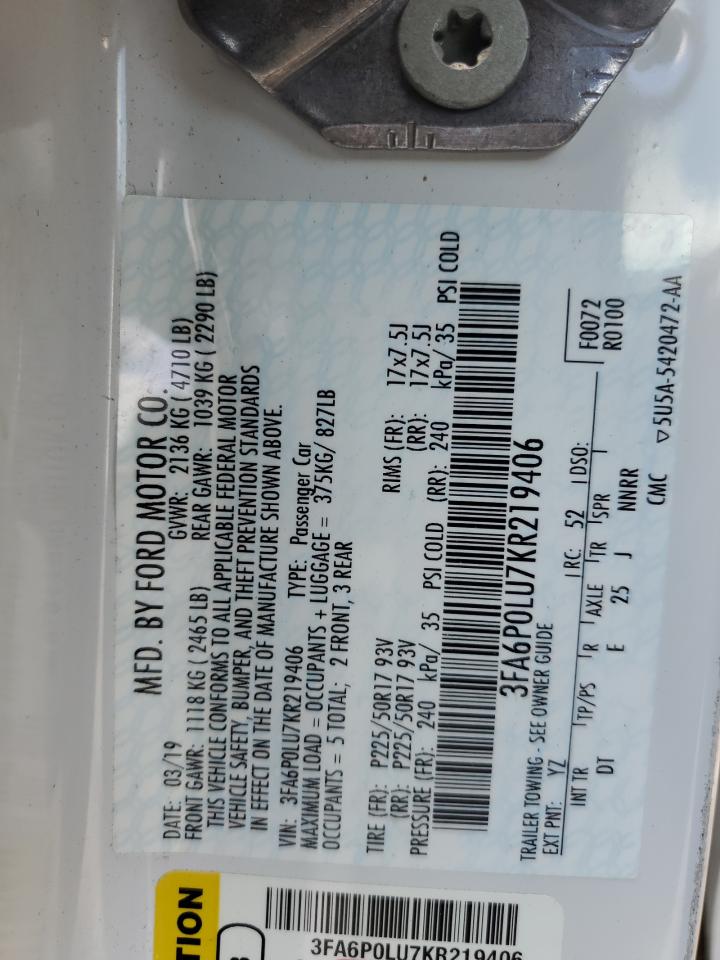 MFD. BY FORD MOTOR CO.
DATE: 03/19 GVWR: 2136 KG ( 4710 LB)
FRONT GAWR: 1118 KG ( 2465 LB) REAR GAWR: 1039 KG ( 2290 LB)
THIS VEHICLE CONFORMS TO ALL APPLICABLE FEDERAL MOTOR
VEHICLE SAFETY, BUMPER, AND THEFT PREVENTION STANDARDS
IN EFFECT ON THE DATE OF MANUFACTURE SHOWN ABOVE.
VIN: 3FA6P0LU7KR219406 TYPE: Passenger Car
MAXIMUM LOAD = OCCUPANTS + LUGGAGE = 375KG/ 827LB
OCCUPANTS = 5 TOTAL; 2 FRONT, 3 REAR
TIRE (FR): P225/50R17 93V RIMS (FR): 17x7.5J
(RR): P225/50R17 93V (RR): 17x7.5J
PRESSURE (FR): 240 kPa/ 35 PSI COLD (RR): 240 kPa/ 35 PSI COLD
3FA6P0LU7KR219406
TRAILER TOWING - SEE OWNER GUIDE
EXT PNT: YZ RC: 52 DSO: F0072
R0100
INT TR TP/PS R AXLE TR SPR
DT E 25 J NNRR
CMC ▽5U5A-5420472-AA
TION
3FA6P0LU7KR219406